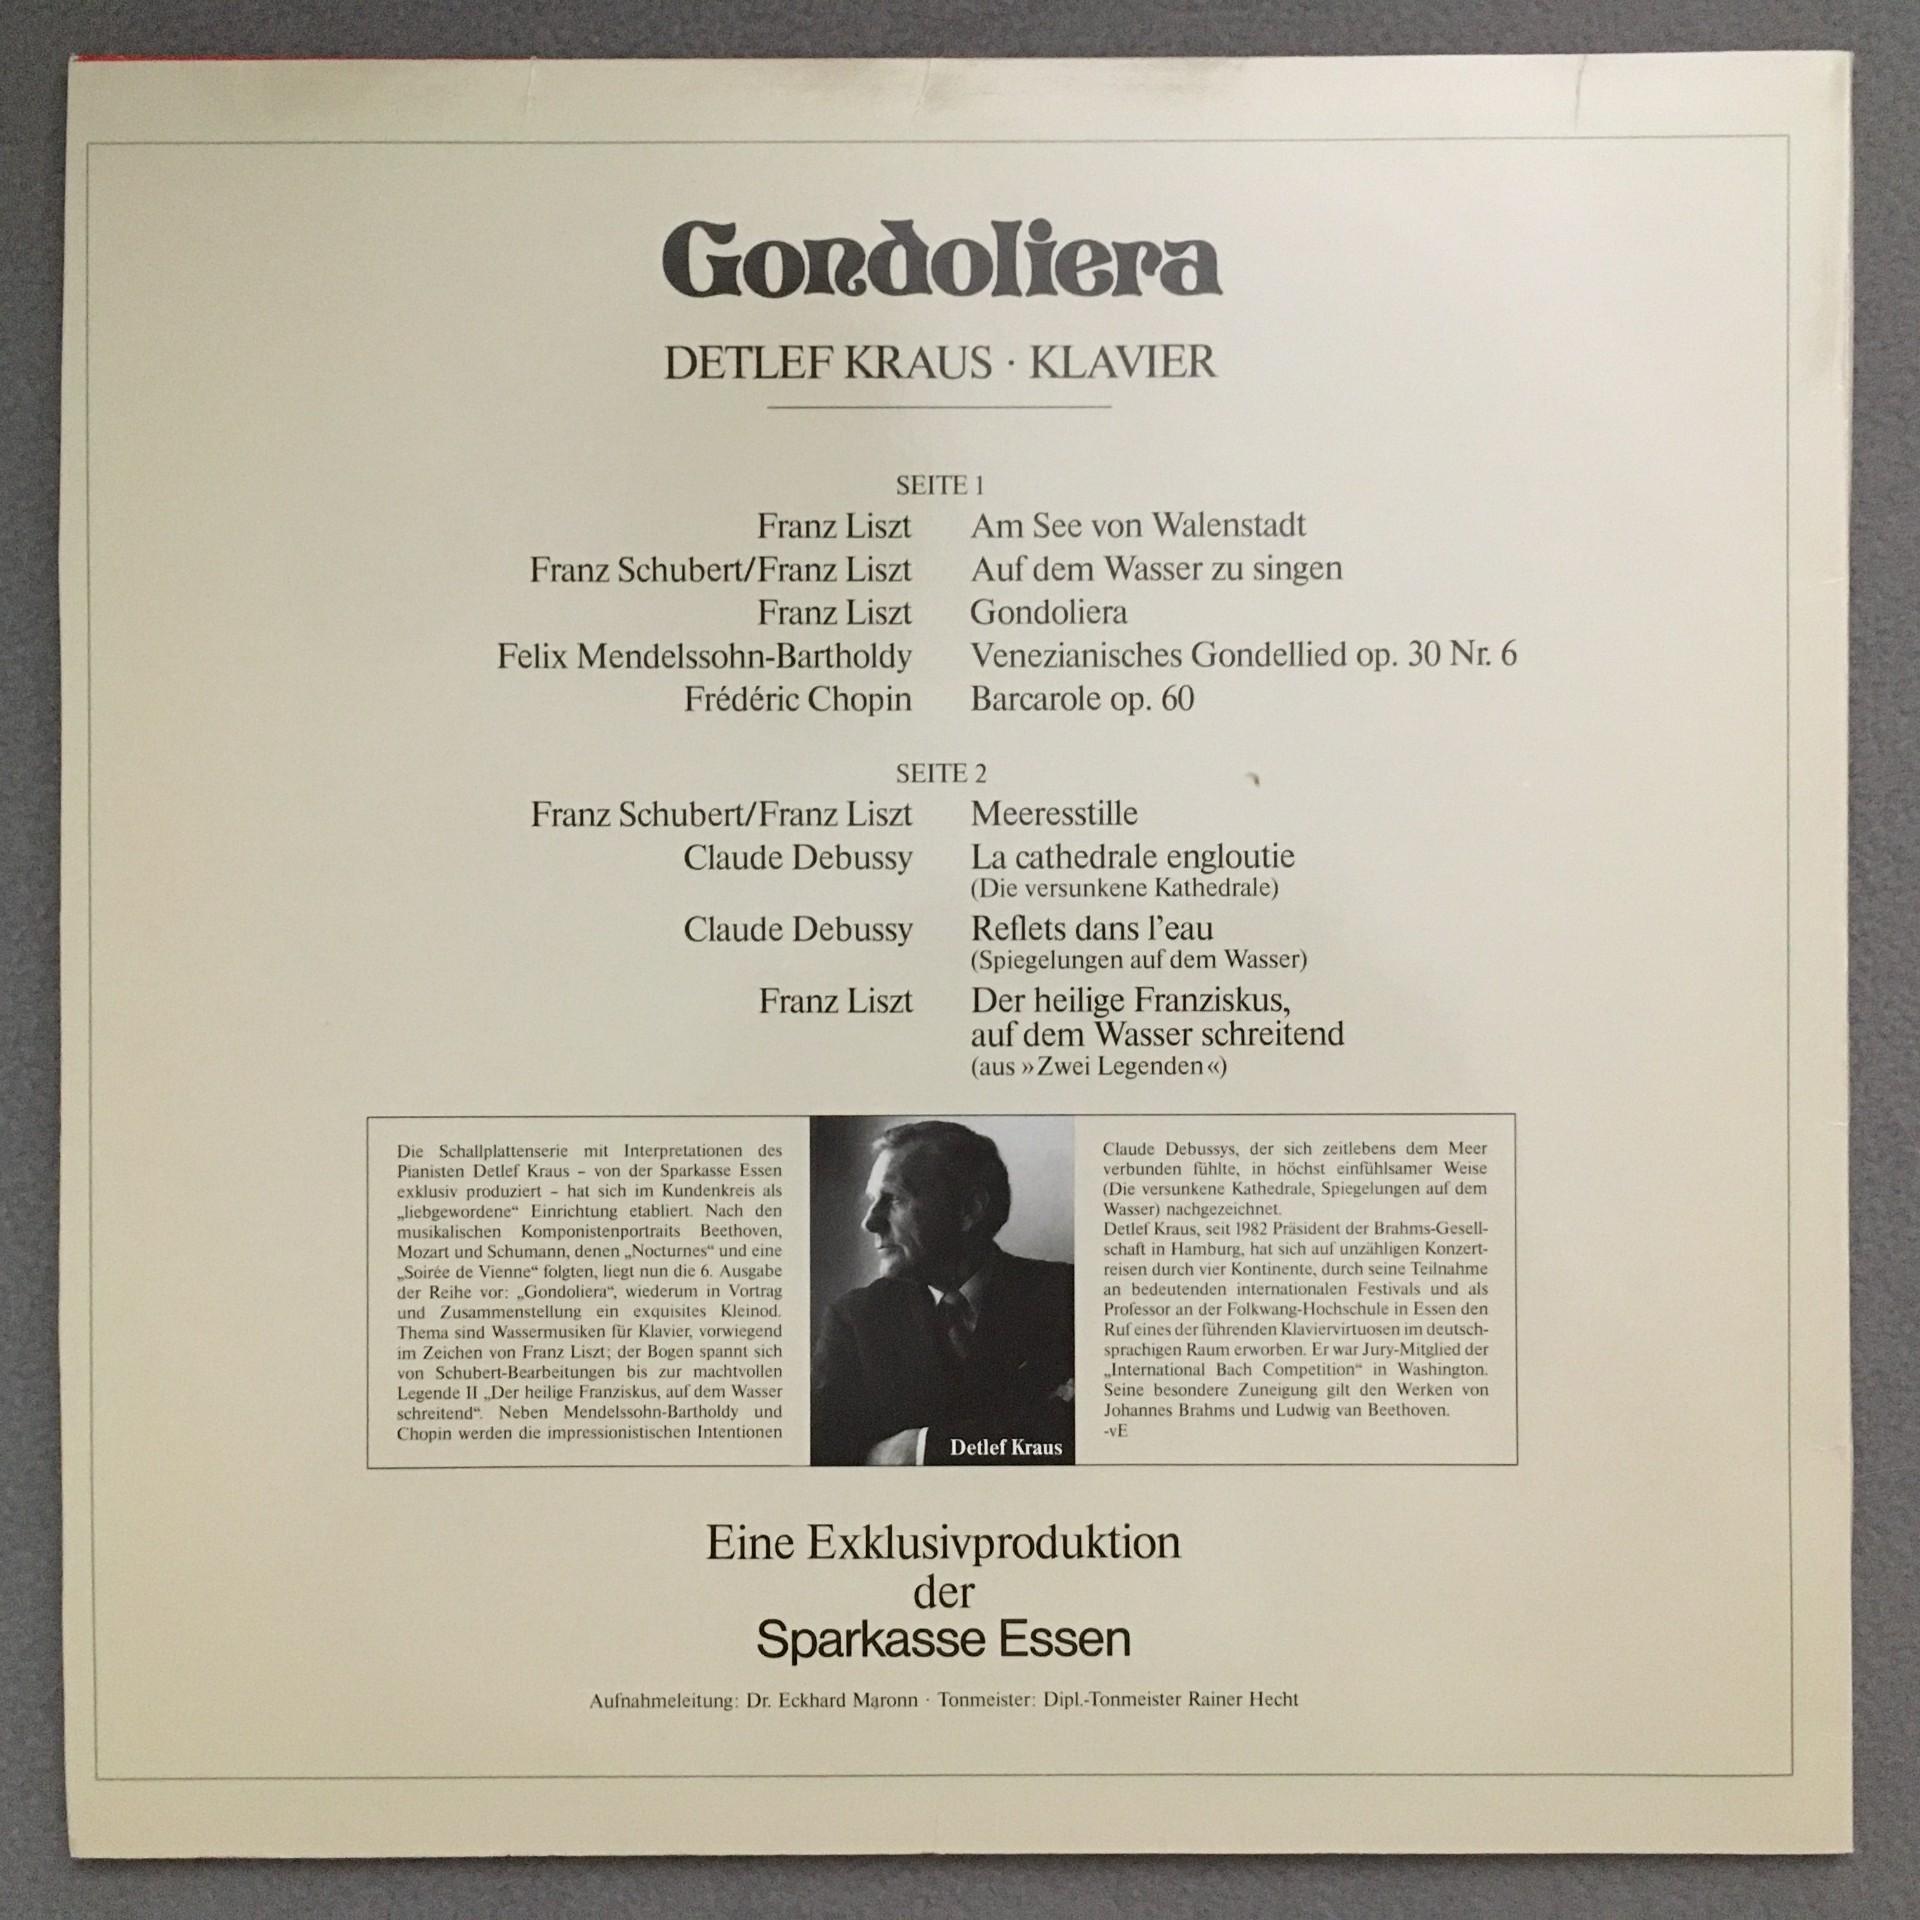 Gondoliera
DETLEF KRAUS · KLAVIER
SEITE 1
Franz Liszt Am See von Walenstadt
Franz Schubert/Franz Liszt Auf dem Wasser zu singen
Franz Liszt Gondoliera
Felix Mendelssohn-Bartholdy Venezianisches Gondellied op. 30 Nr. 6
Frédéric Chopin Barcarole op. 60
SEITE 2
Franz Schubert/Franz Liszt Meeresstille
Claude Debussy La cathedrale engloutie
(Die versunkene Kathedrale)
Claude Debussy Reflets dans l'eau
(Spiegelungen auf dem Wasser)
Franz Liszt Der heilige Franziskus,
auf dem Wasser schreitend
(aus »Zwei Legenden«)
Die Schallplattenserie mit Interpretationen des
Pianisten Detlef Kraus – von der Sparkasse Essen
exklusiv produziert – hat sich im Kundenkreis als
„liebgewordene“ Einrichtung etabliert. Nach den
musikalischen Komponistenportraits Beethoven,
Mozart und Schumann, denen „Nocturnes“ und eine
„Soirée de Vienne“ folgten, liegt nun die 6. Ausgabe
der Reihe vor: „Gondoliera“, wiederum in Vortrag
und Zusammenstellung ein exquisites Kleinod.
Thema sind Wassermusiken für Klavier, vorwiegend
im Zeichen von Franz Liszt; der Bogen spannt sich
von Schubert-Bearbeitungen bis zur machtvollen
Legende II „Der heilige Franziskus, auf dem Wasser
schreitend“. Neben Mendelssohn-Bartholdy und
Chopin werden die impressionistischen Intentionen
Detlef Kraus
Claude Debussys, der sich zeitlebens dem Meer
verbunden fühlte, in höchst einfühlsamer Weise
(Die versunkene Kathedrale, Spiegelungen auf dem
Wasser) nachgezeichnet.
Detlef Kraus, seit 1982 Präsident der Brahms-Gesell-
schaft in Hamburg, hat sich auf unzähligen Konzert-
reisen durch vier Kontinente, durch seine Teilnahme
an bedeutenden internationalen Festivals und als
Professor an der Folkwang-Hochschule in Essen den
Ruf eines der führenden Klaviervirtuosen im deutsch-
sprachigen Raum erworben. Er war Jury-Mitglied der
„International Bach Competition“ in Washington.
Seine besondere Zuneigung gilt den Werken von
Johannes Brahms und Ludwig van Beethoven.
-vE
Eine Exklusivproduktion
der
Sparkasse Essen
Aufnahmeleitung: Dr. Eckhard Maronn · Tonmeister: Dipl.-Tonmeister Rainer Hecht